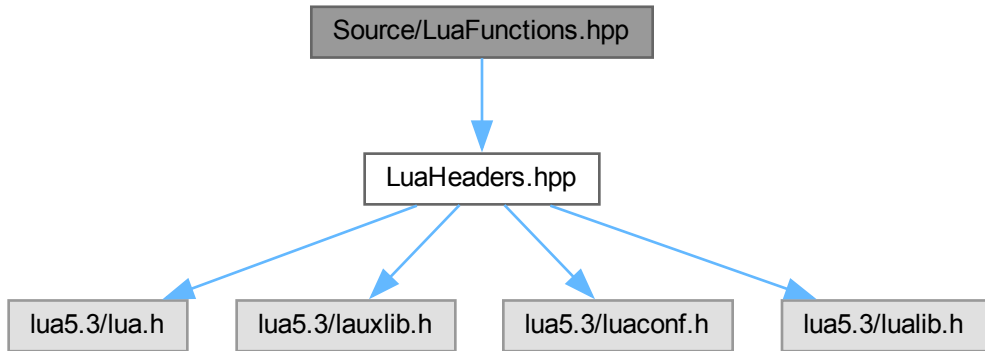 Source/LuaFunctions.hpp
LuaHeaders.hpp
lua5.3/lua.h
lua5.3/lauxlib.h
lua5.3/luaconf.h
lua5.3/lualib.h